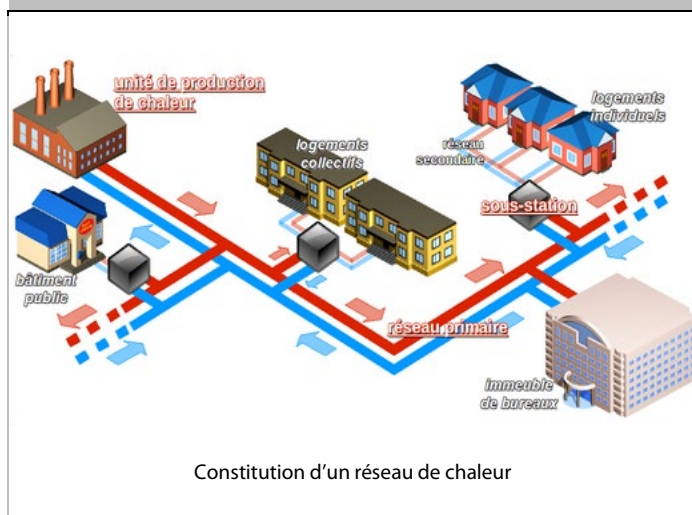 unité de production
de chaleur
logements
collectifs
logements
individuels
réseau
secondaire
sous-station
bâtiment
public
réseau primaire
immeuble
de bureaux
Constitution d'un réseau de chaleur